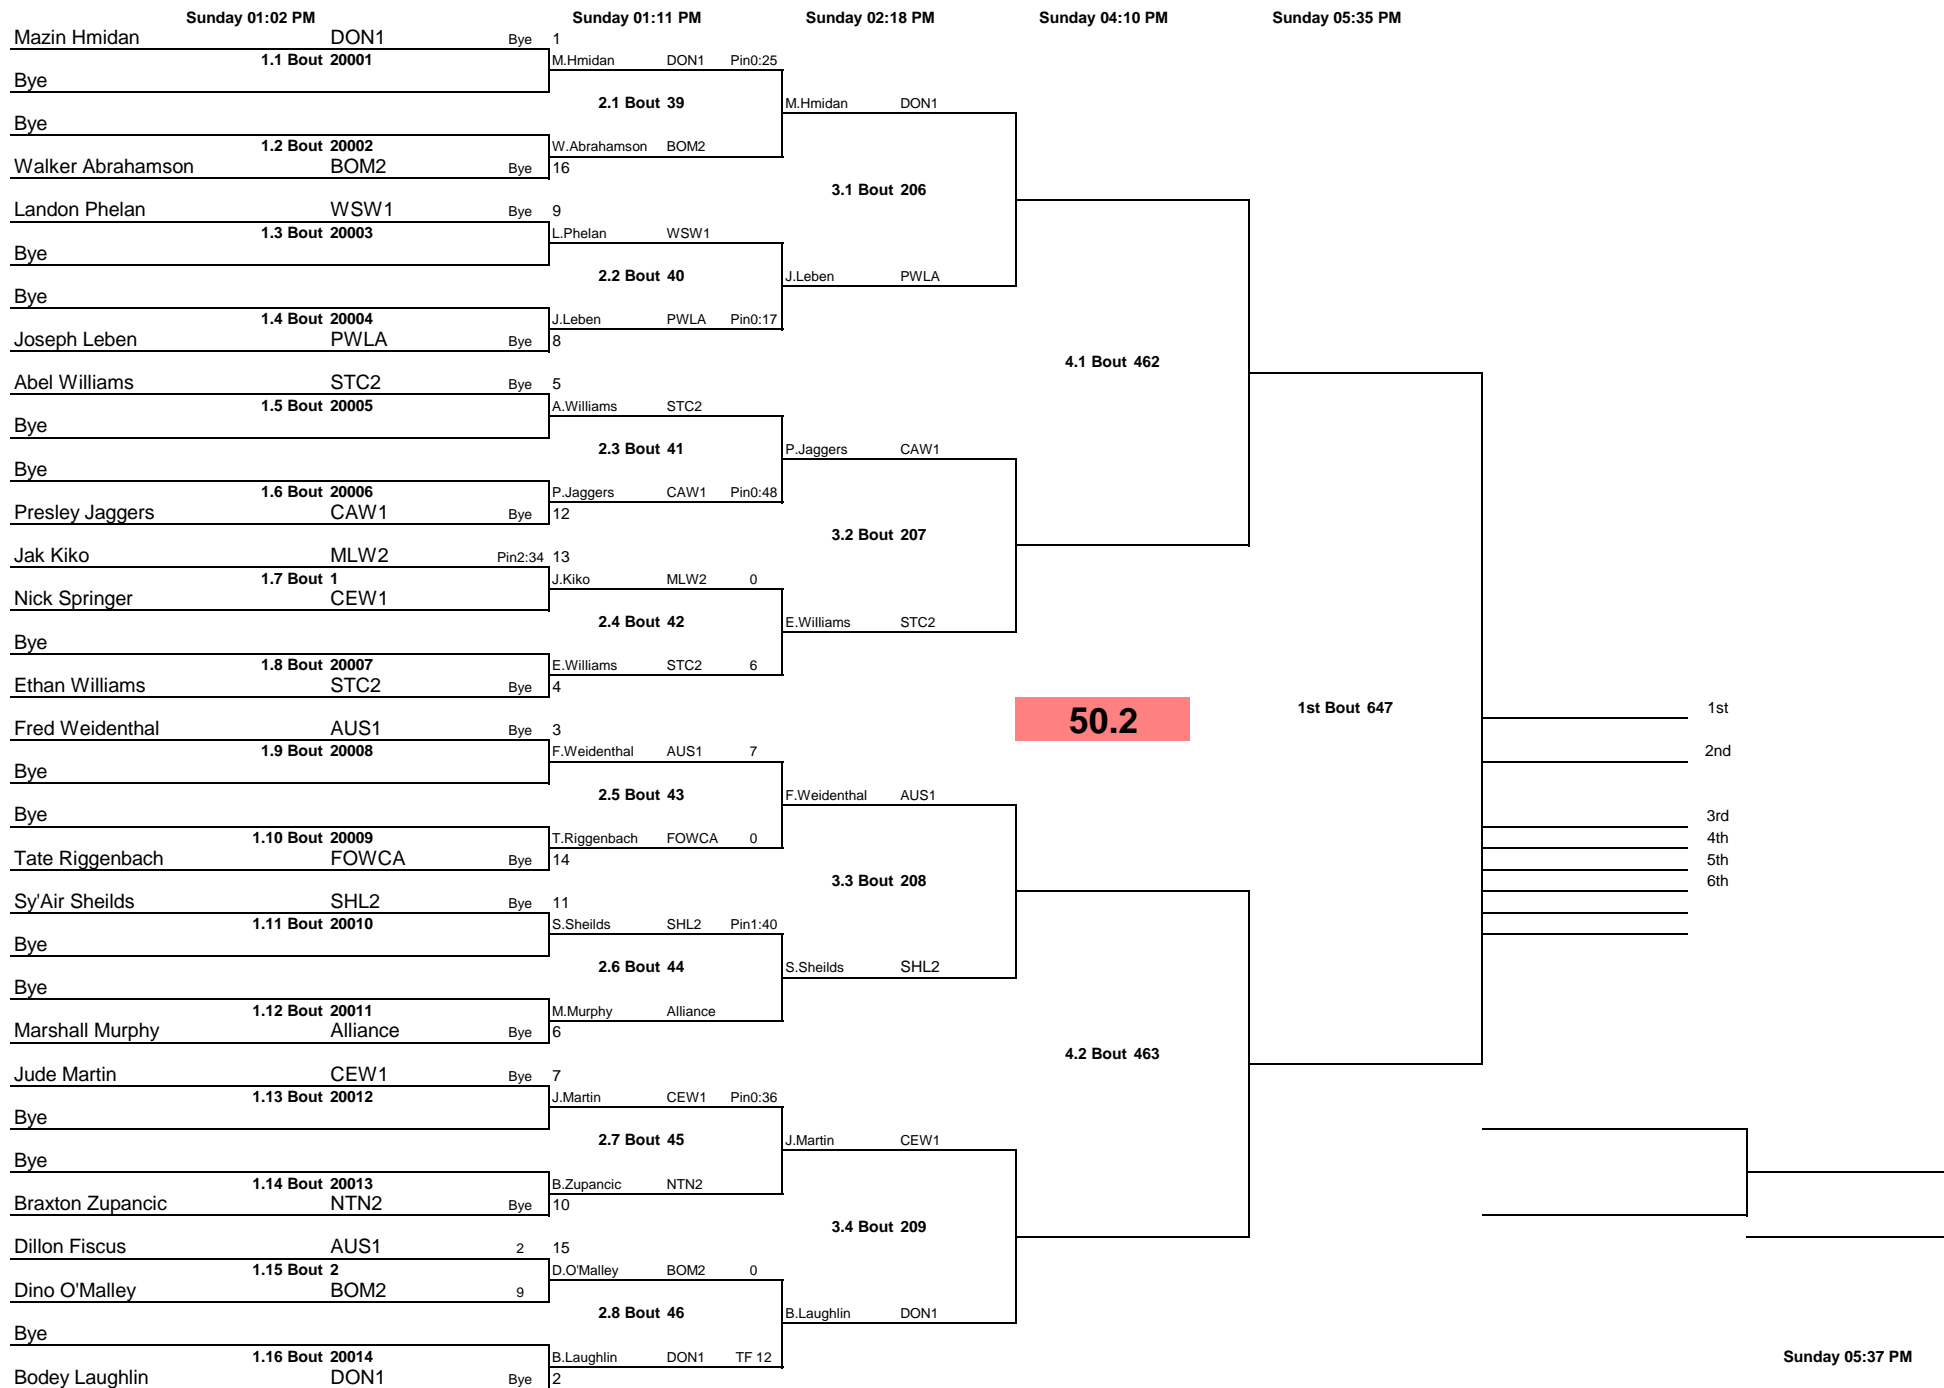 Sunday 01:02 PM Sunday 01:11 PM Sunday 02:18 PM Sunday 04:10 PM Sunday 05:35 PM
Mazin Hmidan DON1 Bye 1
1.1 Bout 20001 M.Hmidan DON1 Pin0:25
Bye
2.1 Bout 39 M.Hmidan DON1
Bye
1.2 Bout 20002 W.Abrahamson BOM2
Walker Abrahamson BOM2 Bye 16
3.1 Bout 206
Landon Phelan WSW1 Bye 9
1.3 Bout 20003 L.Phelan WSW1
Bye
2.2 Bout 40 J.Leben PWLA
Bye
1.4 Bout 20004 J.Leben PWLA Pin0:17
Joseph Leben PWLA Bye 8
4.1 Bout 462
Abel Williams STC2 Bye 5
1.5 Bout 20005 A.Williams STC2
Bye
2.3 Bout 41 P.Jaggers CAW1
Bye
1.6 Bout 20006 P.Jaggers CAW1 Pin0:48
Presley Jaggers CAW1 Bye 12
3.2 Bout 207
Jak Kiko MLW2 Pin2:34 13
1.7 Bout 1 J.Kiko MLW2 0
Nick Springer CEW1
2.4 Bout 42 E.Williams STC2
Bye
1.8 Bout 20007 E.Williams STC2 6
Ethan Williams STC2 Bye 4
50.2 1st Bout 647 1st
Fred Weidenthal AUS1 Bye 3
1.9 Bout 20008 F.Weidenthal AUS1 7 2nd
Bye
2.5 Bout 43 F.Weidenthal AUS1
Bye 3rd
1.10 Bout 20009 T.Riggenbach FOWCA 0 4th
Tate Riggenbach FOWCA Bye 14 5th
3.3 Bout 208 6th
Sy'Air Sheilds SHL2 Bye 11
1.11 Bout 20010 S.Sheilds SHL2 Pin1:40
Bye
2.6 Bout 44 S.Sheilds SHL2
Bye
1.12 Bout 20011 M.Murphy Alliance
Marshall Murphy Alliance Bye 6
4.2 Bout 463
Jude Martin CEW1 Bye 7
1.13 Bout 20012 J.Martin CEW1 Pin0:36
Bye
2.7 Bout 45 J.Martin CEW1
Bye
1.14 Bout 20013 B.Zupancic NTN2
Braxton Zupancic NTN2 Bye 10
3.4 Bout 209
Dillon Fiscus AUS1 2 15
1.15 Bout 2 D.O'Malley BOM2 0
Dino O'Malley BOM2 9
2.8 Bout 46 B.Laughlin DON1
Bye
1.16 Bout 20014 B.Laughlin DON1 TF 12 Sunday 05:37 PM
Bodey Laughlin DON1 Bye 2